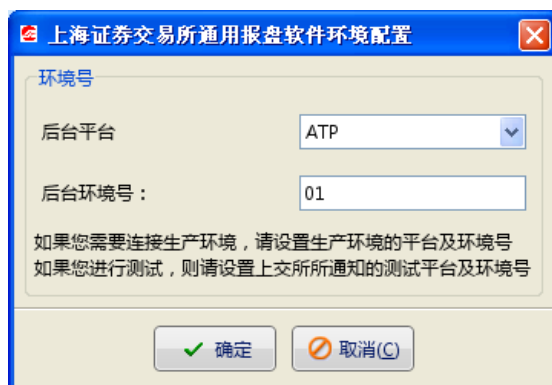 上海证券交易所通用报盘软件环境配置
环境号
后台平台
ATP
后台环境号：
01
如果您需要连接生产环境，请设置生产环境的平台及环境号
如果您进行测试，则请设置上交所所通知的测试平台及环境号
确定
取消(C)